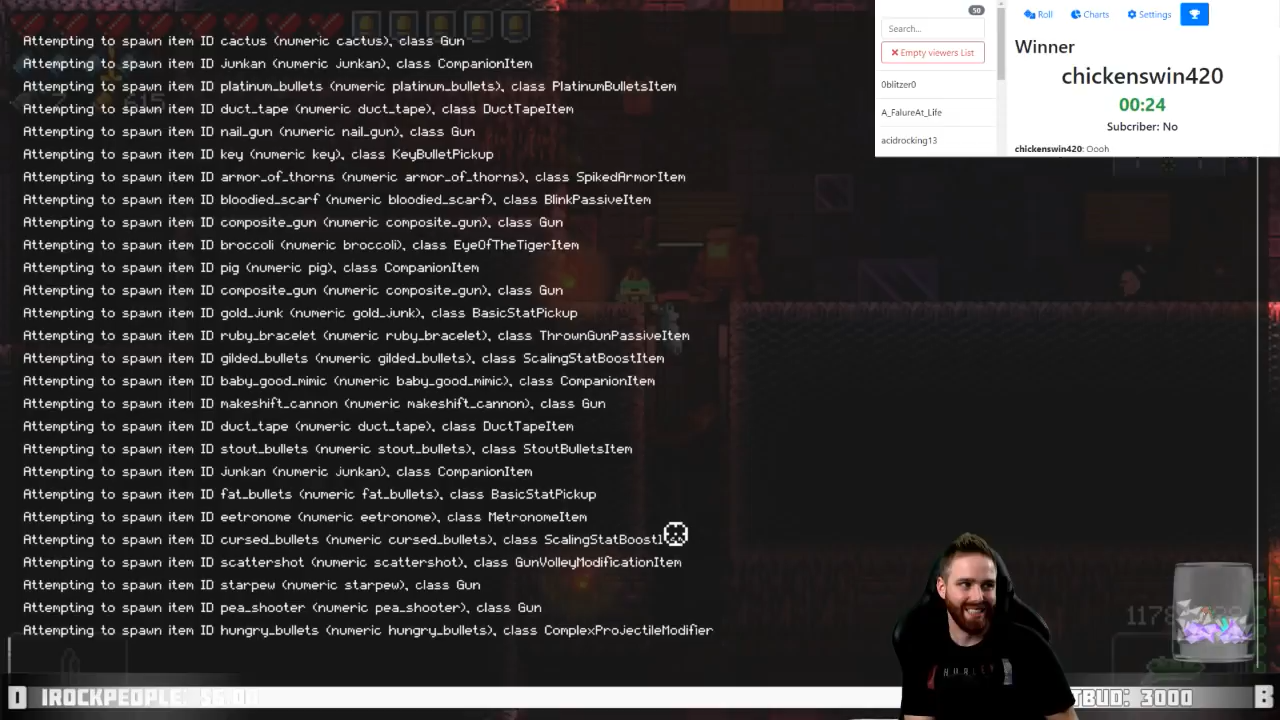 Attempting to spawn item ID cactus (numeric cactus), class Gun
Attempting to spawn item ID junkan (numeric junkan), class CompanionItem
Attempting to spawn item ID platinum_bullets (numeric platinum_bullets), class PlatinumBulletsItem
Attempting to spawn item ID duct_tape (numeric duct_tape), class DuctTapeItem
Attempting to spawn item ID nail_gun (numeric nail_gun), class Gun
Attempting to spawn item ID key (numeric key), class KeyBulletPickup
Attempting to spawn item ID armor_of_thorns (numeric armor_of_thorns), class SpikedArmorItem
Attempting to spawn item ID bloodied_scarf (numeric bloodied_scarf), class BlinkPassiveItem
Attempting to spawn item ID composite_gun (numeric composite_gun), class Gun
Attempting to spawn item ID broccoli (numeric broccoli), class EyeOfTheTigerItem
Attempting to spawn item ID pig (numeric pig), class CompanionItem
Attempting to spawn item ID composite_gun (numeric composite_gun), class Gun
Attempting to spawn item ID gold_junk (numeric gold_junk), class BasicStatPickup
Attempting to spawn item ID ruby_bracelet (numeric ruby_bracelet), class ThrownGunPassiveItem
Attempting to spawn item ID gilded_bullets (numeric gilded_bullets), class ScalingStatBoostItem
Attempting to spawn item ID baby_good_mimic (numeric baby_good_mimic), class CompanionItem
Attempting to spawn item ID makeshift_cannon (numeric makeshift_cannon), class Gun
Attempting to spawn item ID duct_tape (numeric duct_tape), class DuctTapeItem
Attempting to spawn item ID stout_bullets (numeric stout_bullets), class StoutBulletsItem
Attempting to spawn item ID junkan (numeric junkan), class CompanionItem
Attempting to spawn item ID fat_bullets (numeric fat_bullets), class BasicStatPickup
Attempting to spawn item ID eetronome (numeric eetronome), class MetronomeItem
Attempting to spawn item ID cursed_bullets (numeric cursed_bullets), class
Attempting to spawn item ID scattershot (numeric scattershot), class GunVolleyModificationItem
Attempting to spawn item ID starpew (numeric starpew), class Gun
Attempting to spawn item ID pea_shooter (numeric pea_shooter), class Gun
Attempting to spawn item ID hungry_bullets (numeric hungry_bullets), class ComplexProjectileModifier
50
Search...
Empty viewers List
0blitzer0
A_FalureAt_Life
acidrocking13
Roll Charts Settings
Winner
chickenswin420
00:24
Subcriber: No
chickenswin420: Oooh
HURLEY
D IROCKPEOPLE: $6.00
TBUD: 3000 B